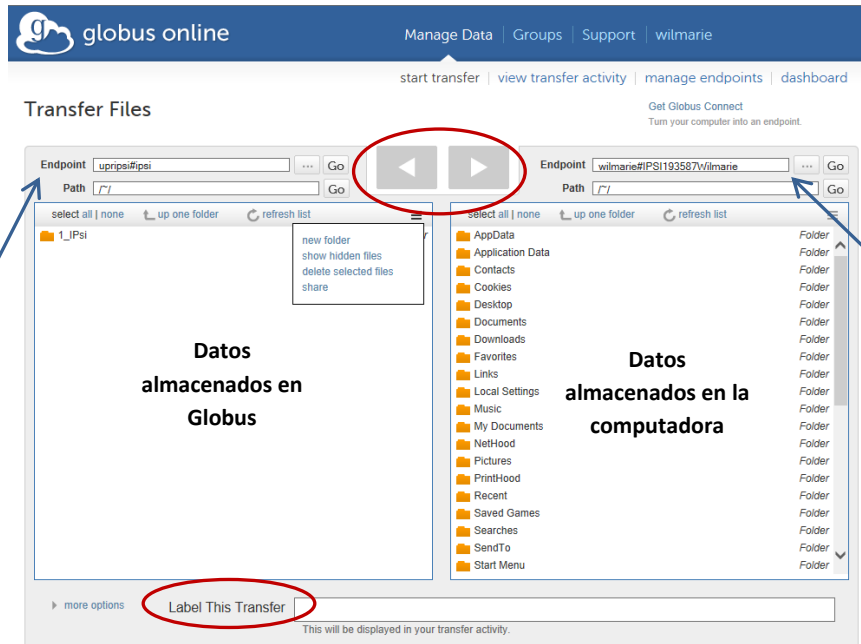 globus online
Manage Data | Groups | Support | wilmarie
start transfer | view transfer activity | manage endpoints | dashboard
Transfer Files
Get Globus Connect
Turn your computer into an endpoint.
Endpoint upripsi#ipsi ... Go
Path /~/ Go
select all | none up one folder refresh list
1_IPsi
new folder
show hidden files
delete selected files
share
Datos
almacenados en
Globus
Endpoint wilmarie#IPSI193587Wilmarie ... Go
Path /~/ Go
select all | none up one folder refresh list
AppData Folder
Application Data Folder
Contacts Folder
Cookies Folder
Desktop Folder
Documents Folder
Downloads Folder
Favorites Folder
Links Folder
Local Settings Folder
Music Folder
My Documents Folder
NetHood Folder
Pictures Folder
PrintHood Folder
Recent Folder
Saved Games Folder
Searches Folder
SendTo Folder
Start Menu Folder
Datos
almacenados en la
computadora
more options Label This Transfer
This will be displayed in your transfer activity.